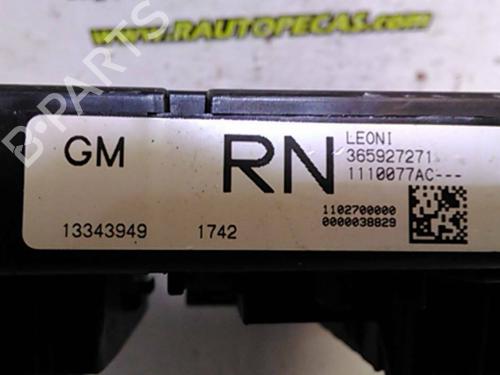 www.RAUTOPECAS.com
B-PARTS
GM
RN
LEONI
365927271
1110077AC---
13343949
1742
1102700000
0000038829